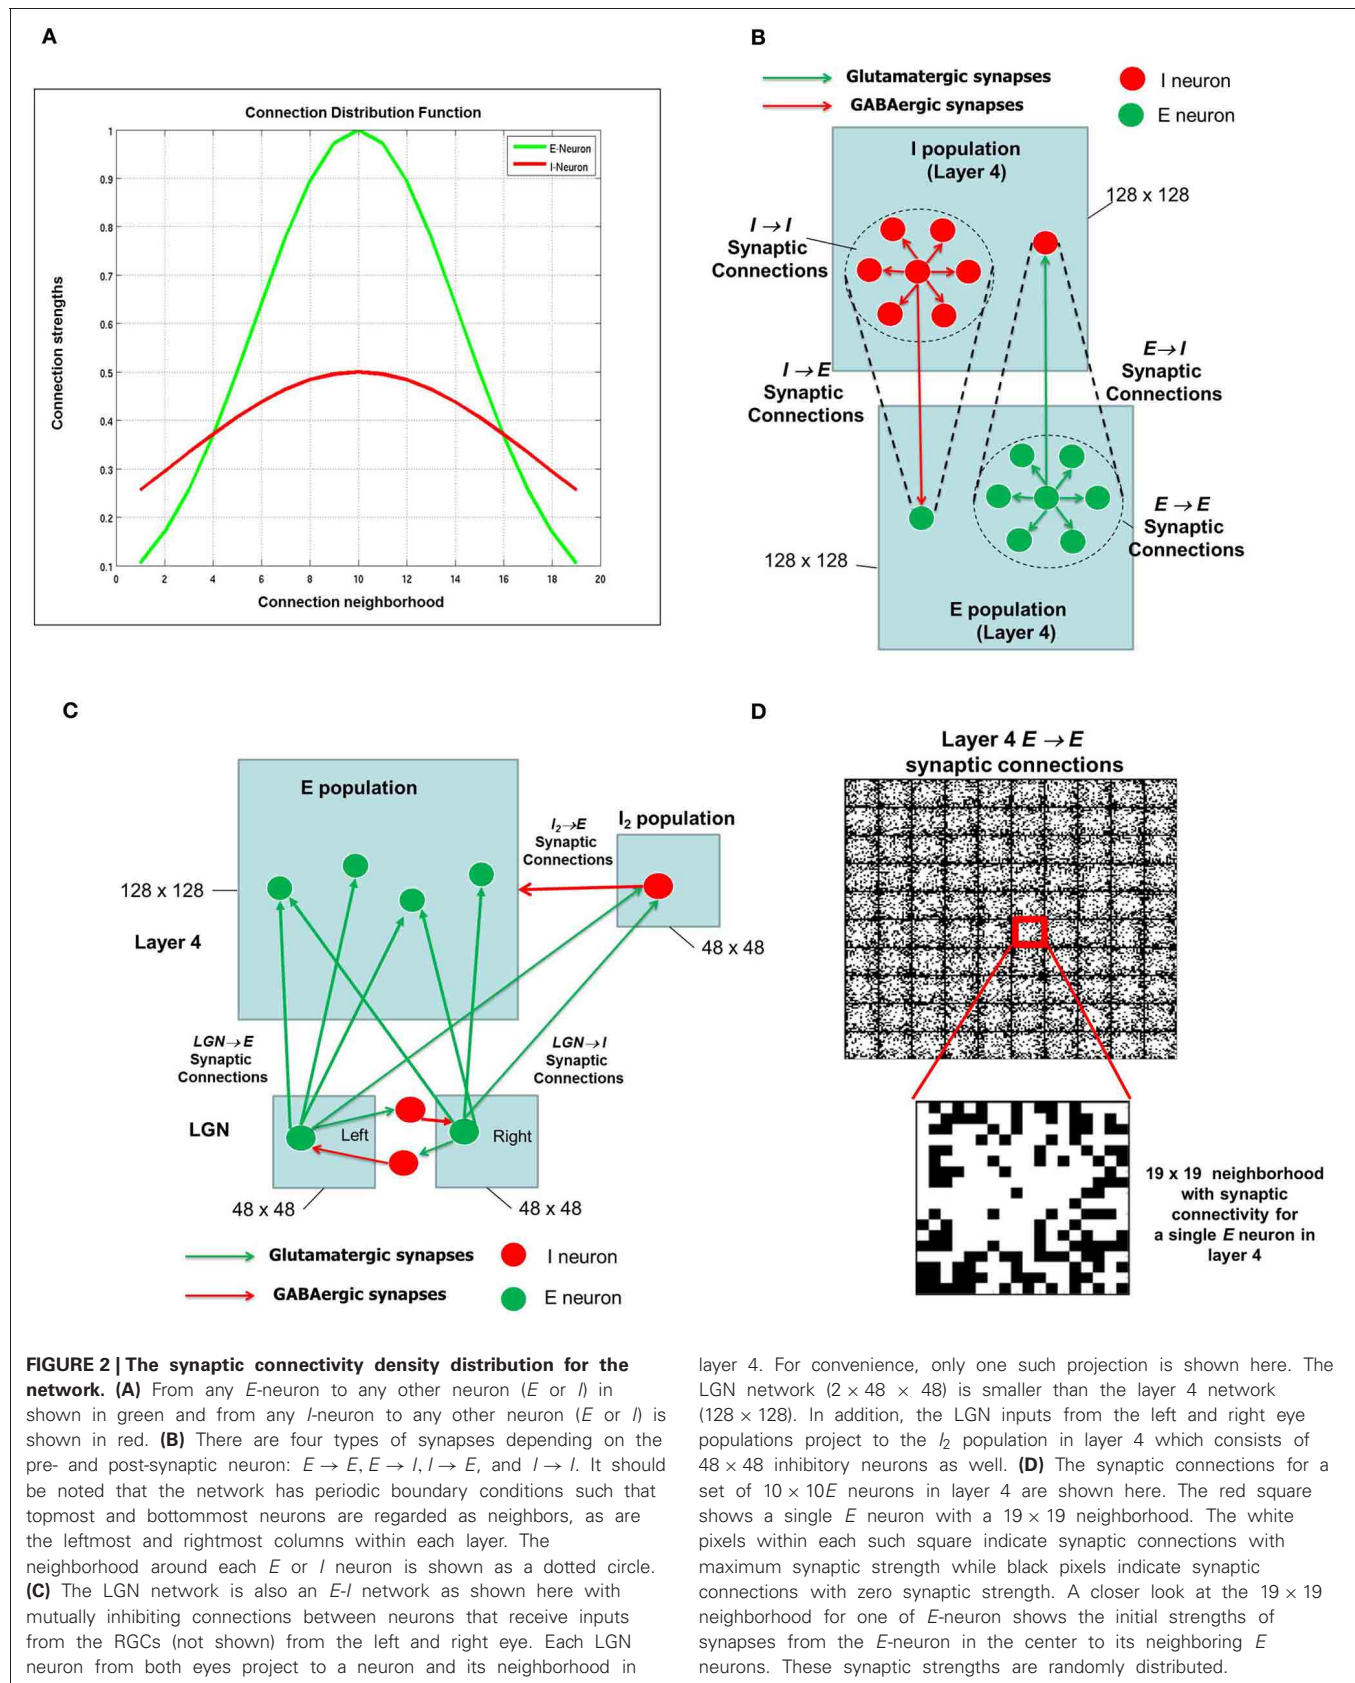 A
Connection Distribution Function
E-Neuron
I-Neuron
1
0.9
0.8
0.7
0.6
0.5
0.4
0.3
0.2
0.1
0 2 4 6 8 10 12 14 16 18 20
Connection strengths
Connection neighborhood
B
Glutamatergic synapses
GABAergic synapses
I neuron
E neuron
I population
(Layer 4)
128 x 128
I → I
Synaptic
Connections
I → E
Synaptic
Connections
E → I
Synaptic
Connections
E → E
Synaptic
Connections
128 x 128
E population
(Layer 4)
C
E population
I₂→E
Synaptic
Connections
I₂ population
128 x 128
Layer 4
48 x 48
LGN→E
Synaptic
Connections
LGN→I
Synaptic
Connections
LGN
Left
Right
48 x 48
48 x 48
Glutamatergic synapses
I neuron
GABAergic synapses
E neuron
D
Layer 4 E → E
synaptic connections
19 x 19 neighborhood
with synaptic
connectivity for
a single E neuron in
layer 4
FIGURE 2 | The synaptic connectivity density distribution for the
network. (A) From any E-neuron to any other neuron (E or I) in
shown in green and from any I-neuron to any other neuron (E or I) is
shown in red. (B) There are four types of synapses depending on the
pre- and post-synaptic neuron: E → E, E → I, I → E, and I → I. It should
be noted that the network has periodic boundary conditions such that
topmost and bottommost neurons are regarded as neighbors, as are
the leftmost and rightmost columns within each layer. The
neighborhood around each E or I neuron is shown as a dotted circle.
(C) The LGN network is also an E-I network as shown here with
mutually inhibiting connections between neurons that receive inputs
from the RGCs (not shown) from the left and right eye. Each LGN
neuron from both eyes project to a neuron and its neighborhood in
layer 4. For convenience, only one such projection is shown here. The
LGN network (2 × 48 × 48) is smaller than the layer 4 network
(128 × 128). In addition, the LGN inputs from the left and right eye
populations project to the I₂ population in layer 4 which consists of
48 × 48 inhibitory neurons as well. (D) The synaptic connections for a
set of 10 × 10E neurons in layer 4 are shown here. The red square
shows a single E neuron with a 19 × 19 neighborhood. The white
pixels within each such square indicate synaptic connections with
maximum synaptic strength while black pixels indicate synaptic
connections with zero synaptic strength. A closer look at the 19 × 19
neighborhood for one of E-neuron shows the initial strengths of
synapses from the E-neuron in the center to its neighboring E
neurons. These synaptic strengths are randomly distributed.